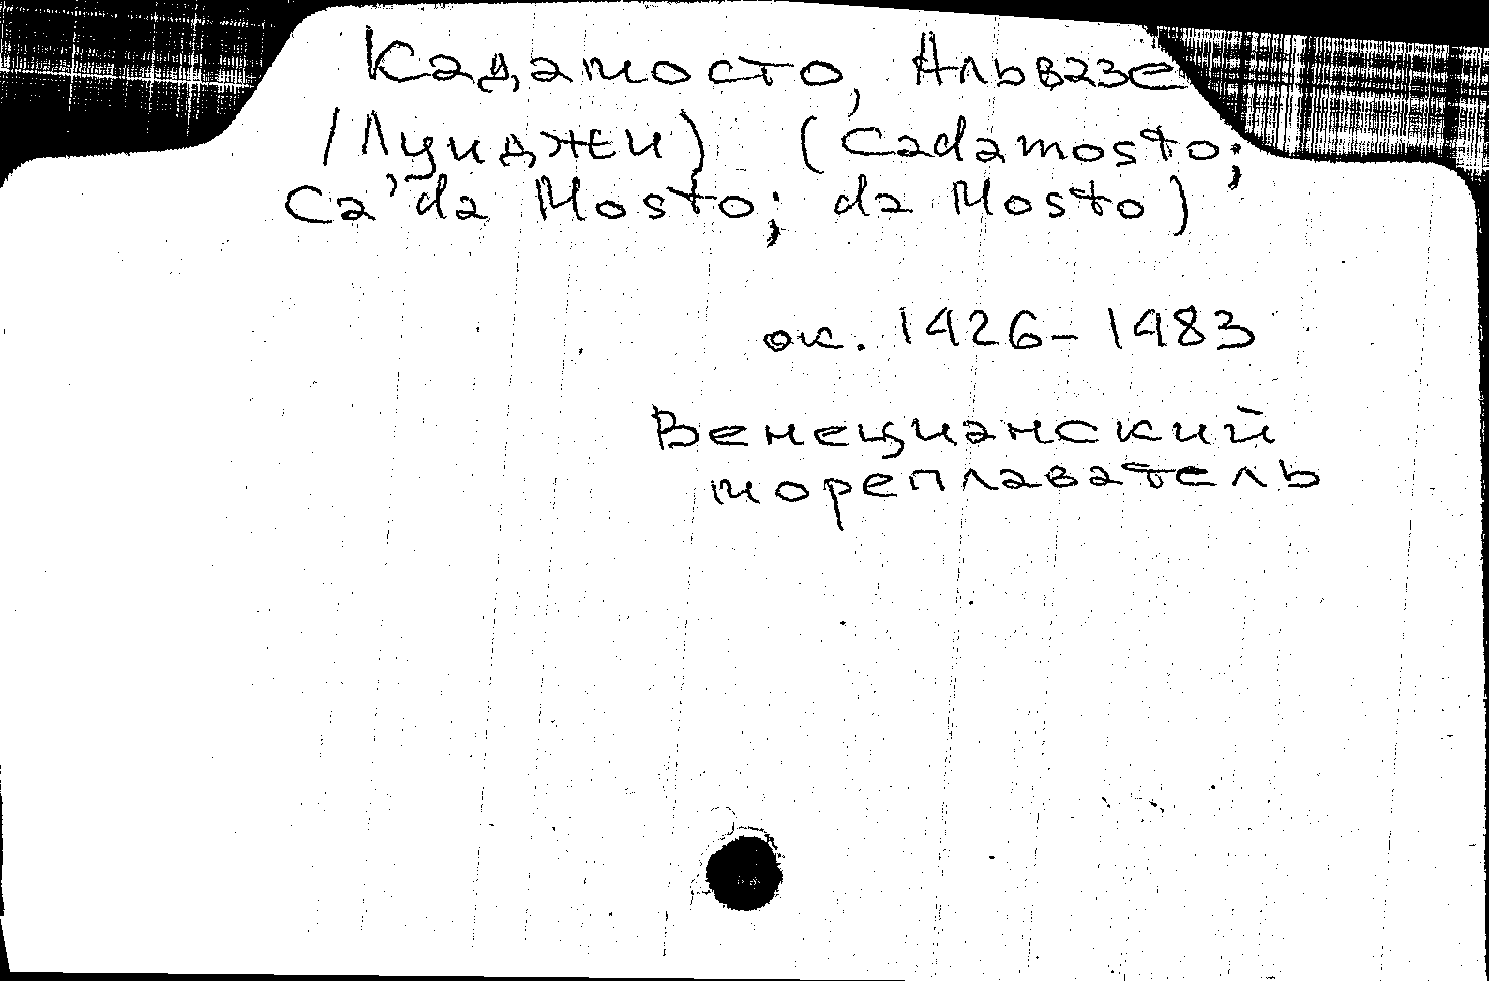 Кадамосто, Альвизе
/Луиджи) (Cadamosto;
Ca'da Mosto; da Mosto)
ок. 1426-1483
Венецианский
мореплаватель